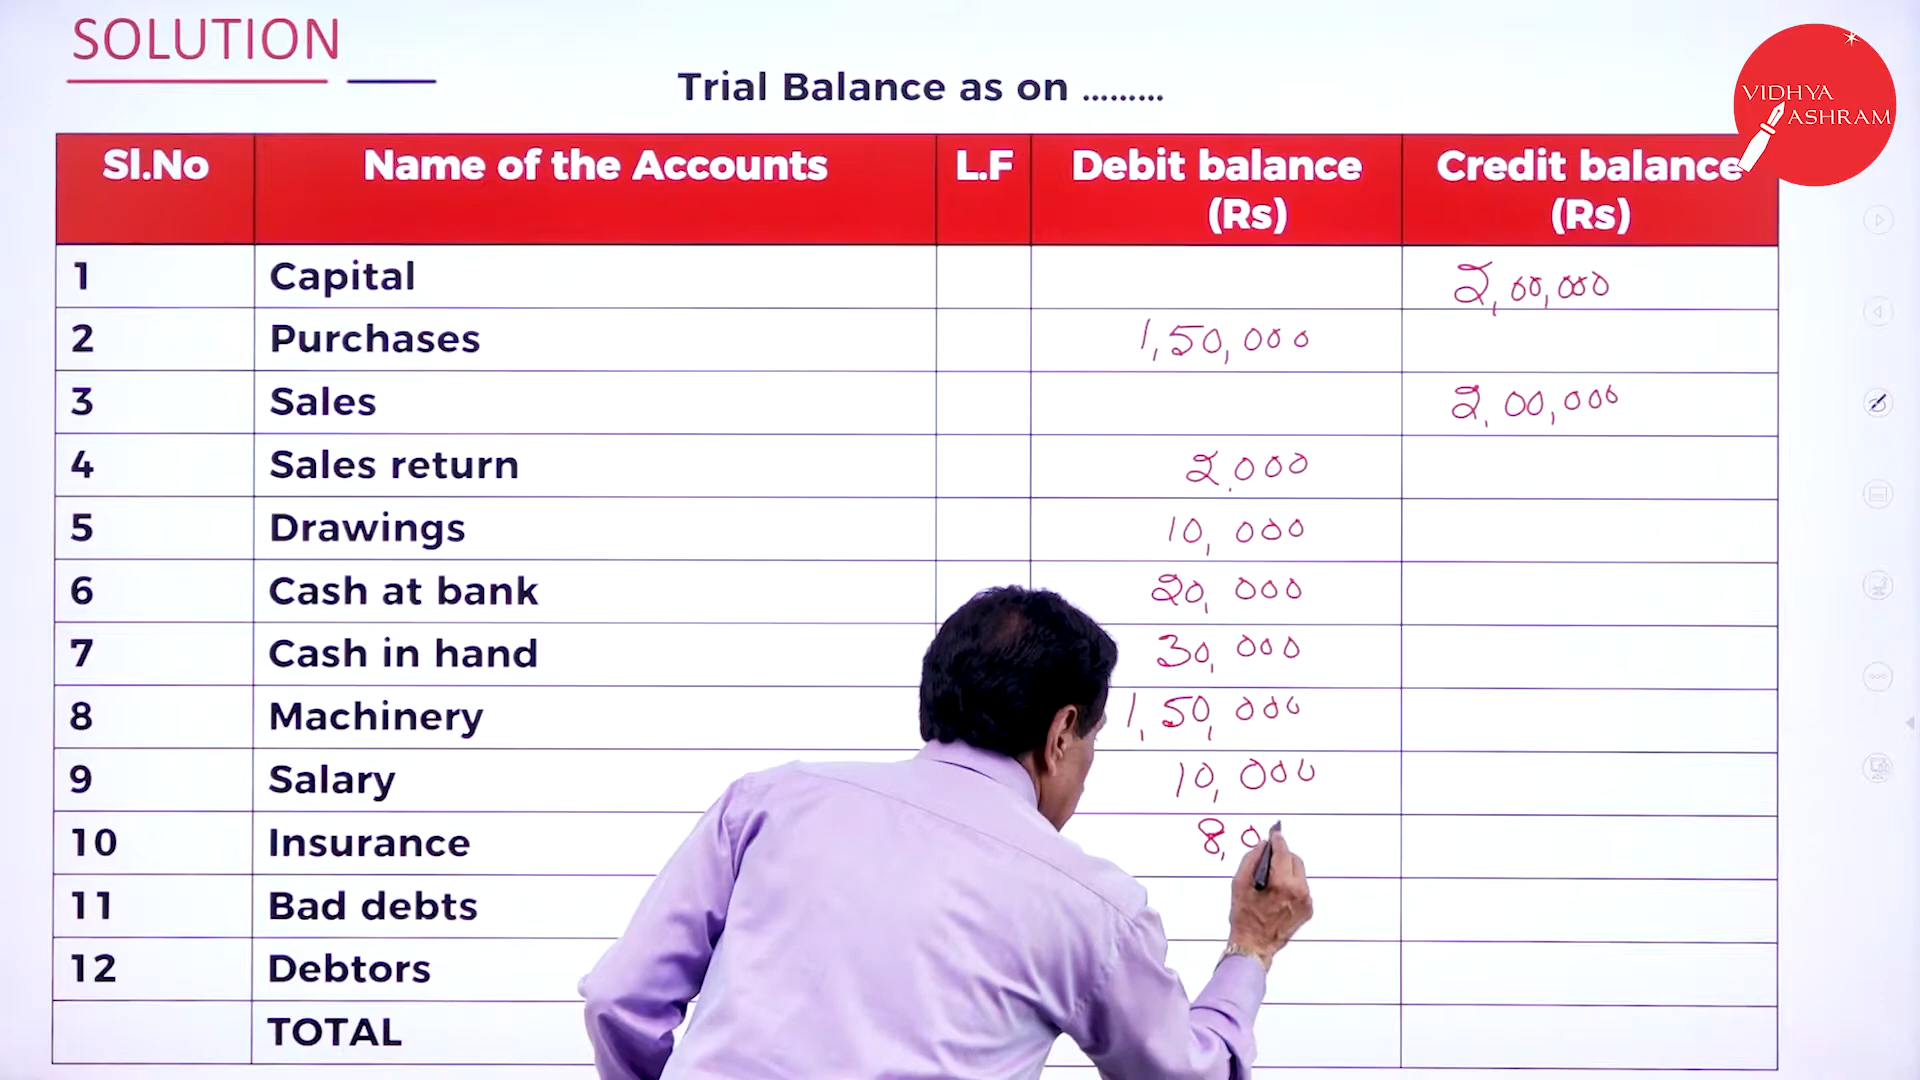 SOLUTION
Trial Balance as on .........
VIDHYA
ASHRAM
Sl.No Name of the Accounts L.F Debit balance (Rs) Credit balance (Rs)
1 Capital 2,00,000
2 Purchases 1,50,000
3 Sales 2,00,000
4 Sales return 2,000
5 Drawings 10,000
6 Cash at bank 20,000
7 Cash in hand 30,000
8 Machinery 1,50,000
9 Salary 10,000
10 Insurance 8,0
11 Bad debts
12 Debtors
TOTAL